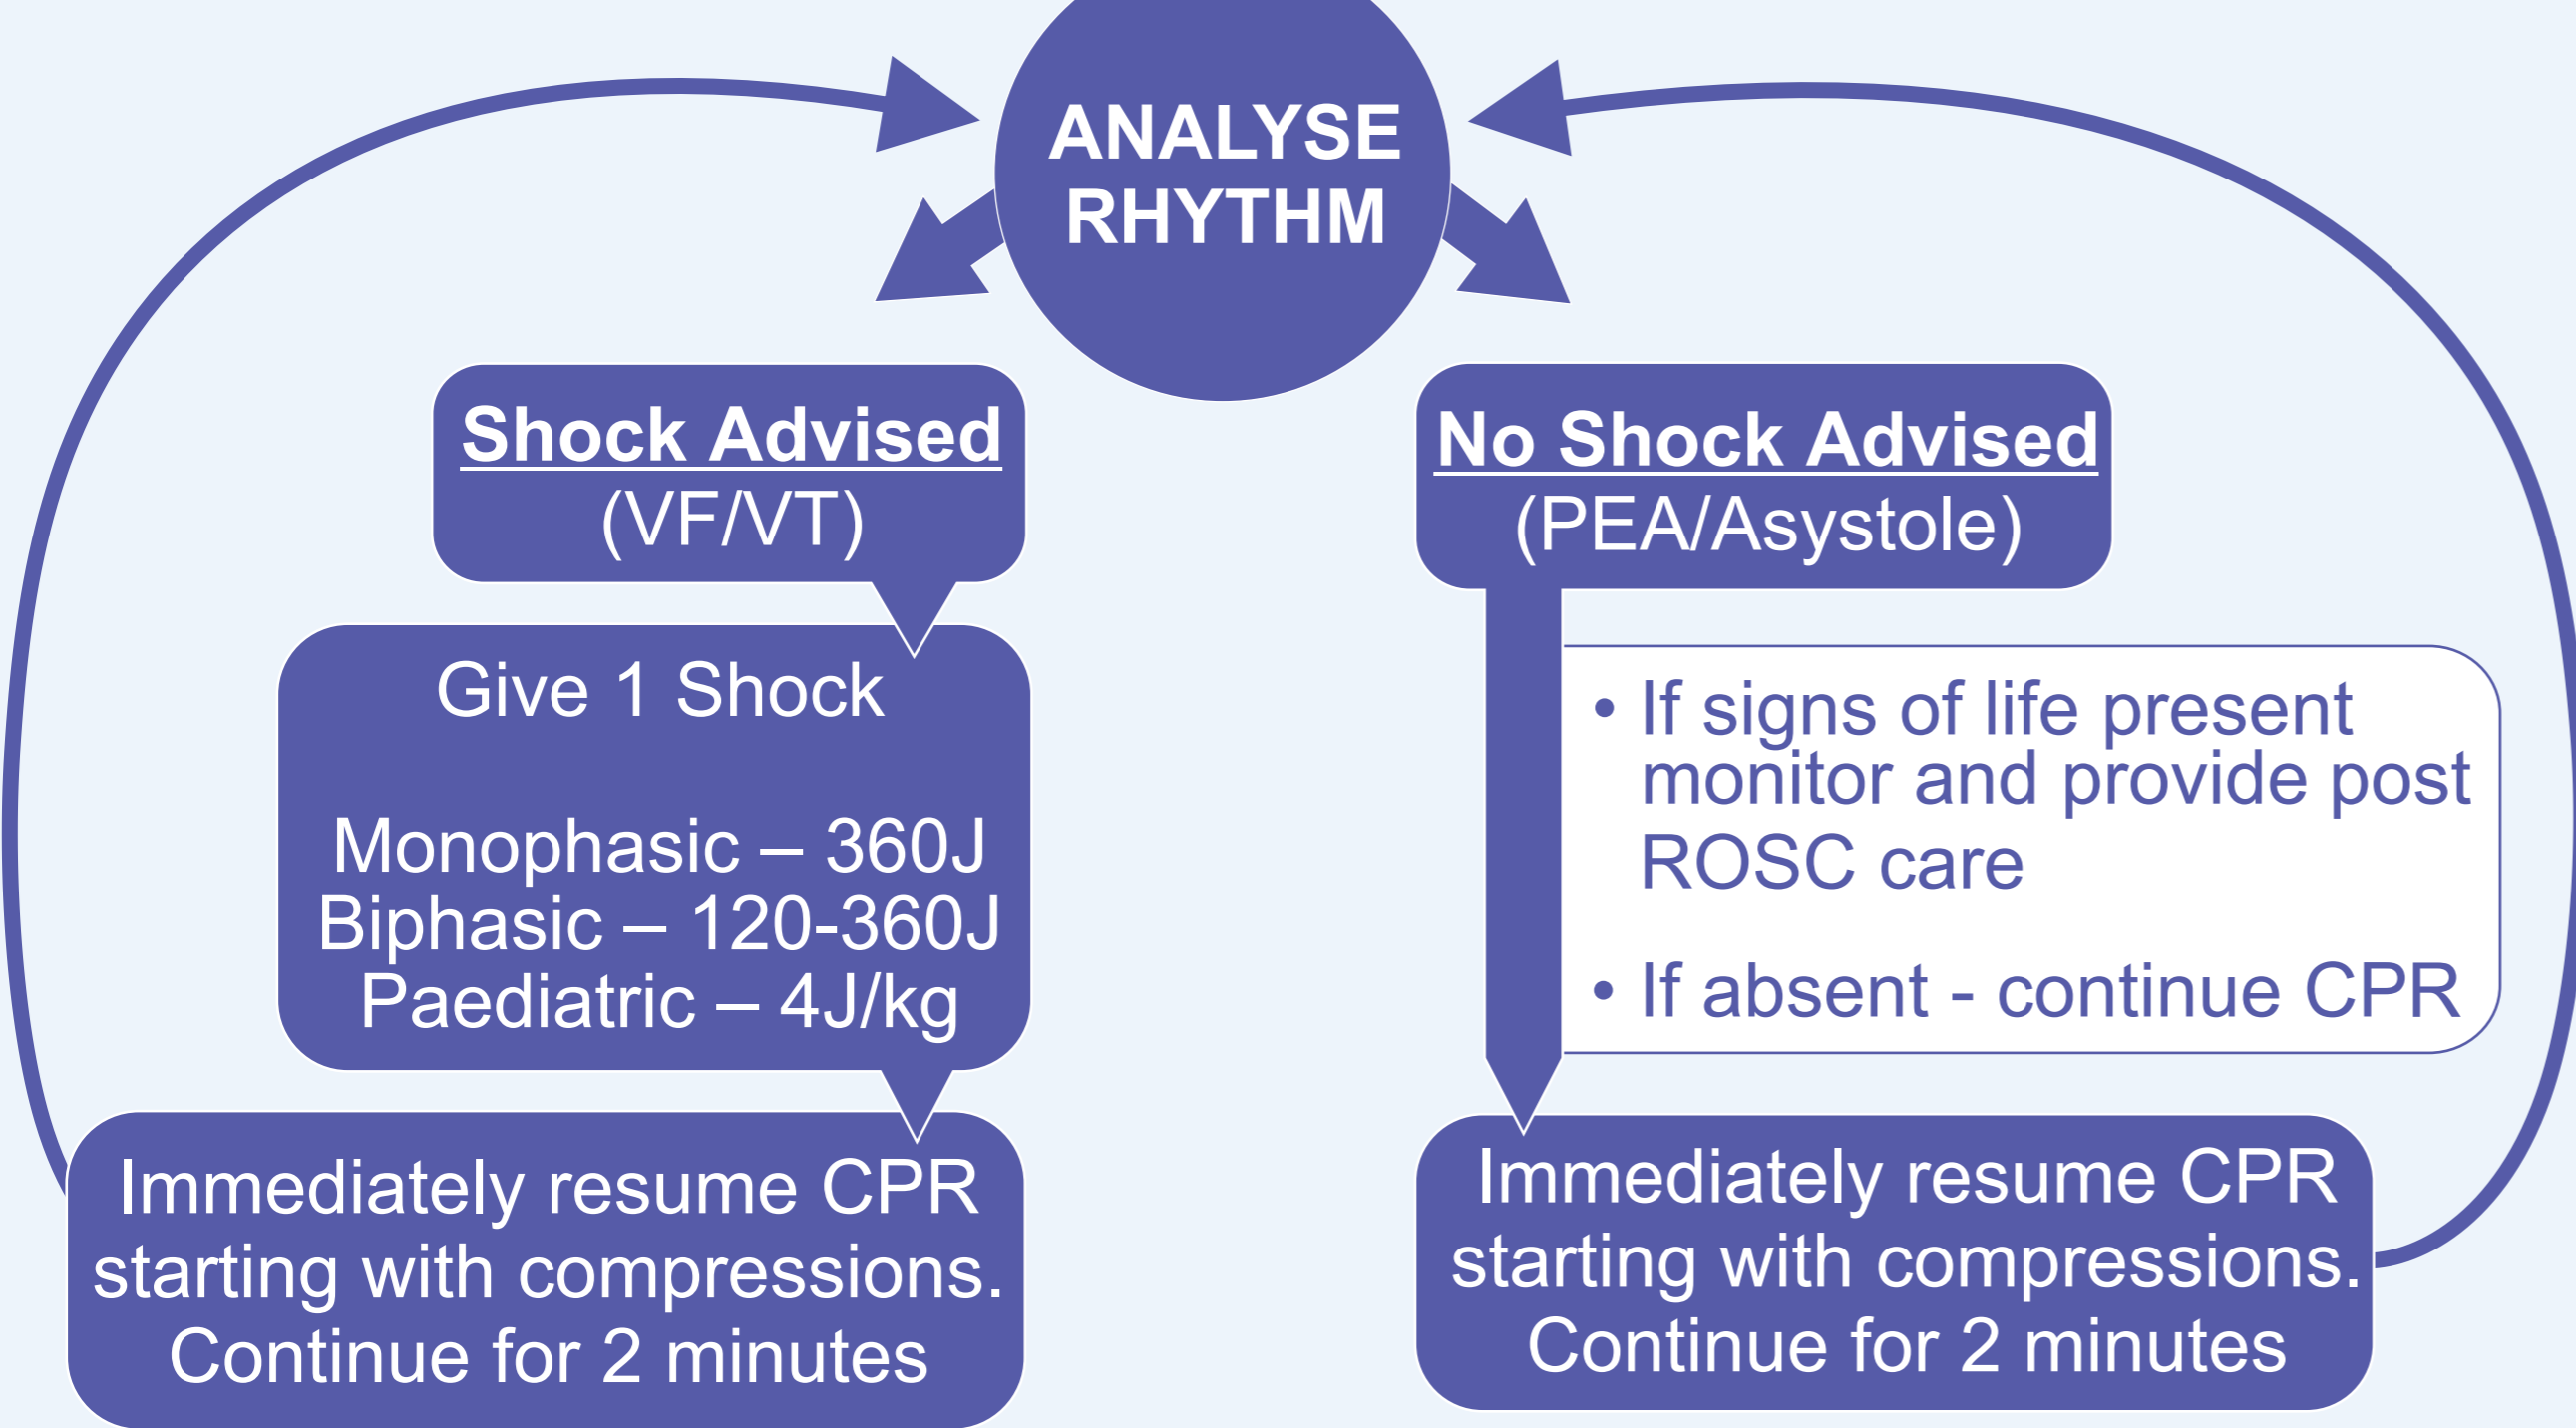 ANALYSE
RHYTHM
Shock Advised
(VF/VT)
Give 1 Shock
Monophasic – 360J
Biphasic – 120-360J
Paediatric – 4J/kg
Immediately resume CPR
starting with compressions.
Continue for 2 minutes
No Shock Advised
(PEA/Asystole)
• If signs of life present
monitor and provide post
ROSC care
• If absent - continue CPR
Immediately resume CPR
starting with compressions.
Continue for 2 minutes